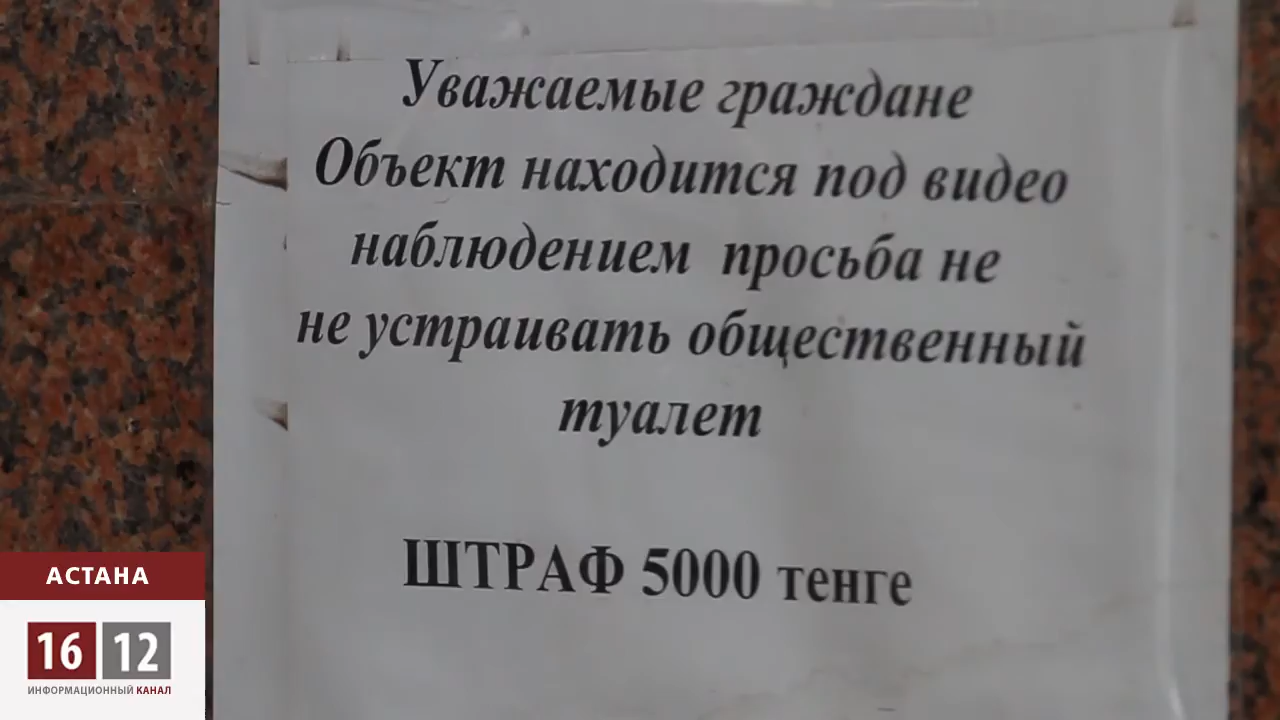 Уважаемые граждане
Объект находится под видео
наблюдением просьба не
не устраивать общественный
туалет
ШТРАФ 5000 тенге
АСТАНА
16 12
ИНФОРМАЦИОННЫЙ КАНАЛ